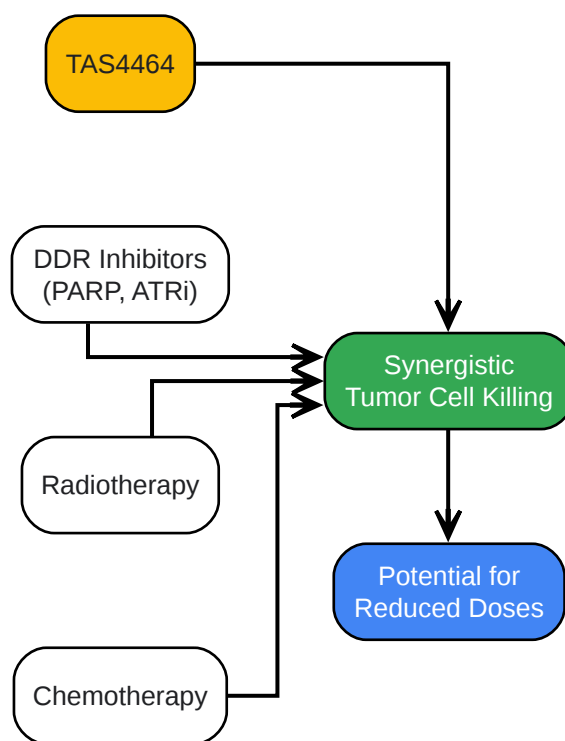 TAS4464
DDR Inhibitors
(PARP, ATRi)
Synergistic
Tumor Cell Killing
Radiotherapy
Potential for
Reduced Doses
Chemotherapy